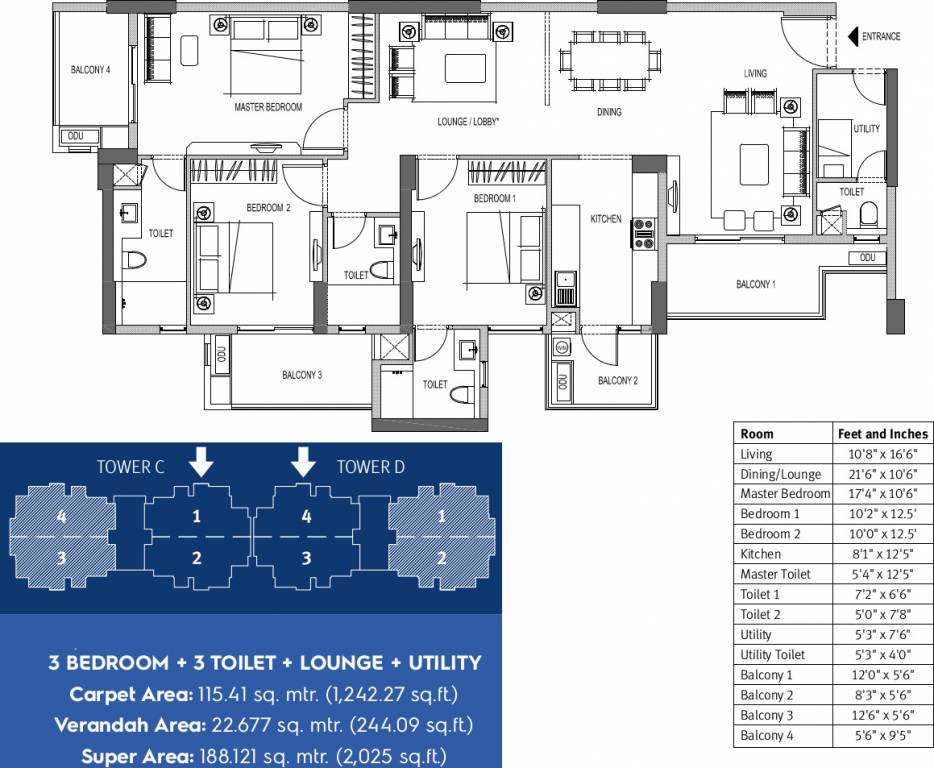 ENTRANCE
BALCONY 4
LIVING
MASTER BEDROOM
DINING
LOUNGE / LOBBY*
UTILITY
ODU
TOILET
BEDROOM 1
BEDROOM 2
KITCHEN
TOILET
ODU
TOILET
BALCONY 1
ODU
W/M
BALCONY 3
BALCONY 2
ODU
TOILET
TOWER C
TOWER D
4 1 4 1
3 2 3 2
3 BEDROOM + 3 TOILET + LOUNGE + UTILITY
Carpet Area: 115.41 sq. mtr. (1,242.27 sq.ft.)
Verandah Area: 22.677 sq. mtr. (244.09 sq.ft.)
Super Area: 188.121 sq. mtr. (2,025 sq.ft.)
Room Feet and Inches
Living 10'8" x 16'6"
Dining/Lounge 21'6" x 10'6"
Master Bedroom 17'4" x 10'6"
Bedroom 1 10'2" x 12.5'
Bedroom 2 10'0" x 12.5'
Kitchen 8'1" x 12'5"
Master Toilet 5'4" x 12'5"
Toilet 1 7'2" x 6'6"
Toilet 2 5'0" x 7'8"
Utility 5'3" x 7'6"
Utility Toilet 5'3" x 4'0"
Balcony 1 12'0" x 5'6"
Balcony 2 8'3" x 5'6"
Balcony 3 12'6" x 5'6"
Balcony 4 5'6" x 9'5"